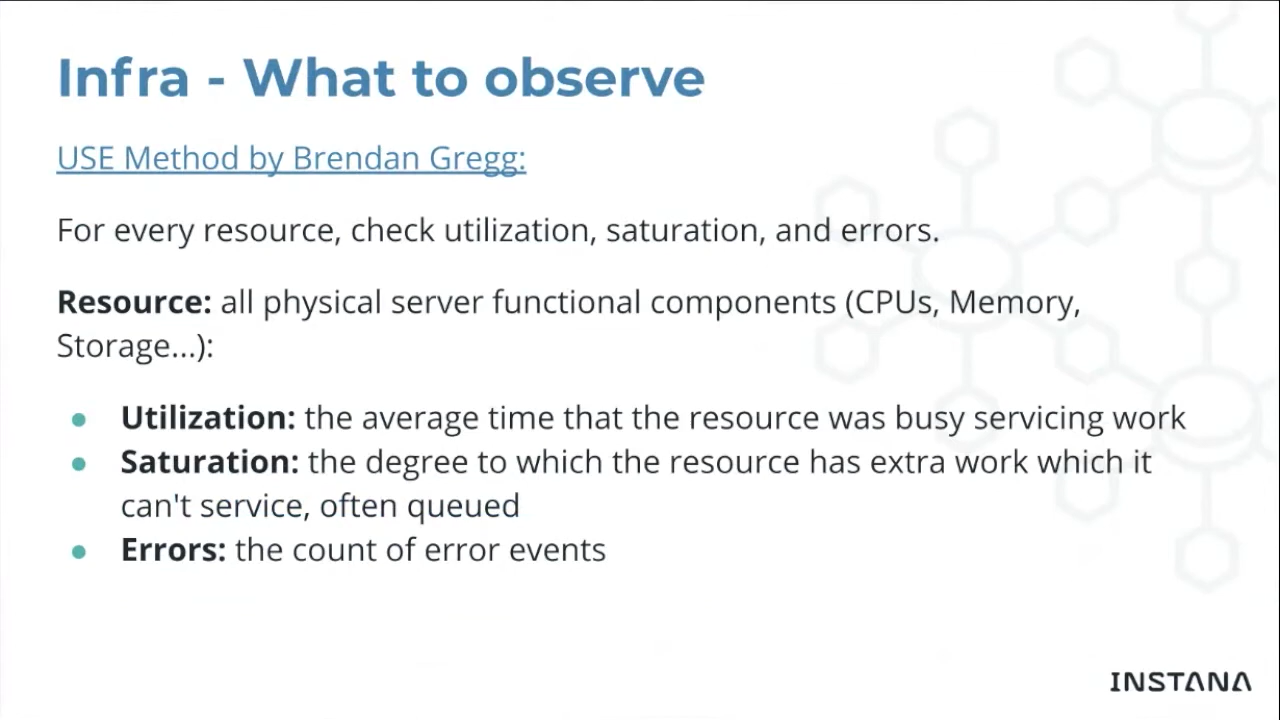 Infra - What to observe
USE Method by Brendan Gregg:
For every resource, check utilization, saturation, and errors.
Resource: all physical server functional components (CPUs, Memory,
Storage...):
● Utilization: the average time that the resource was busy servicing work
● Saturation: the degree to which the resource has extra work which it
can't service, often queued
● Errors: the count of error events
INSTANA